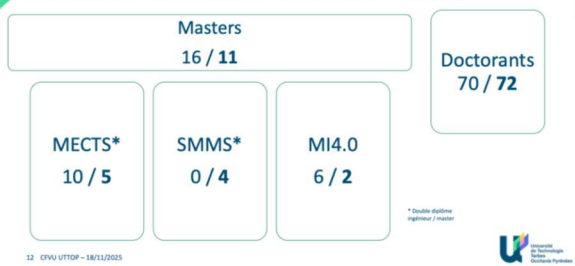 Masters
16 / 11
Doctorants
70 / 72
MECTS*
10 / 5
SMMS*
0 / 4
MI4.0
6 / 2
* Double diplôme
ingénieur / master
12 CFVU UTTOP – 18/11/2025
Université
de Technologie
Tarbes
Occitanie Pyrénées